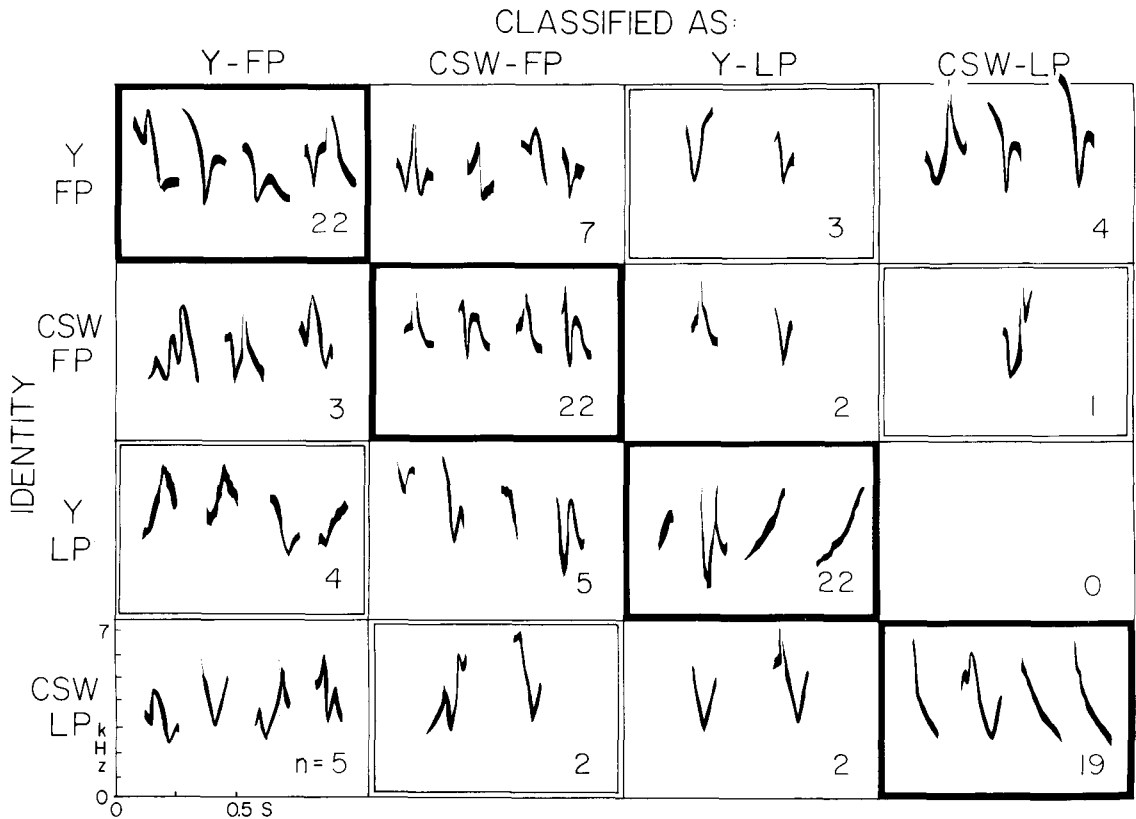 CLASSIFIED AS:
Y-FP CSW-FP Y-LP CSW-LP
IDENTITY
Y
FP
22 7 3 4
CSW
FP
3 22 2 1
Y
LP
4 5 22 0
7
CSW
LP
kHz
n=5 2 2 19
0
0 0.5 S